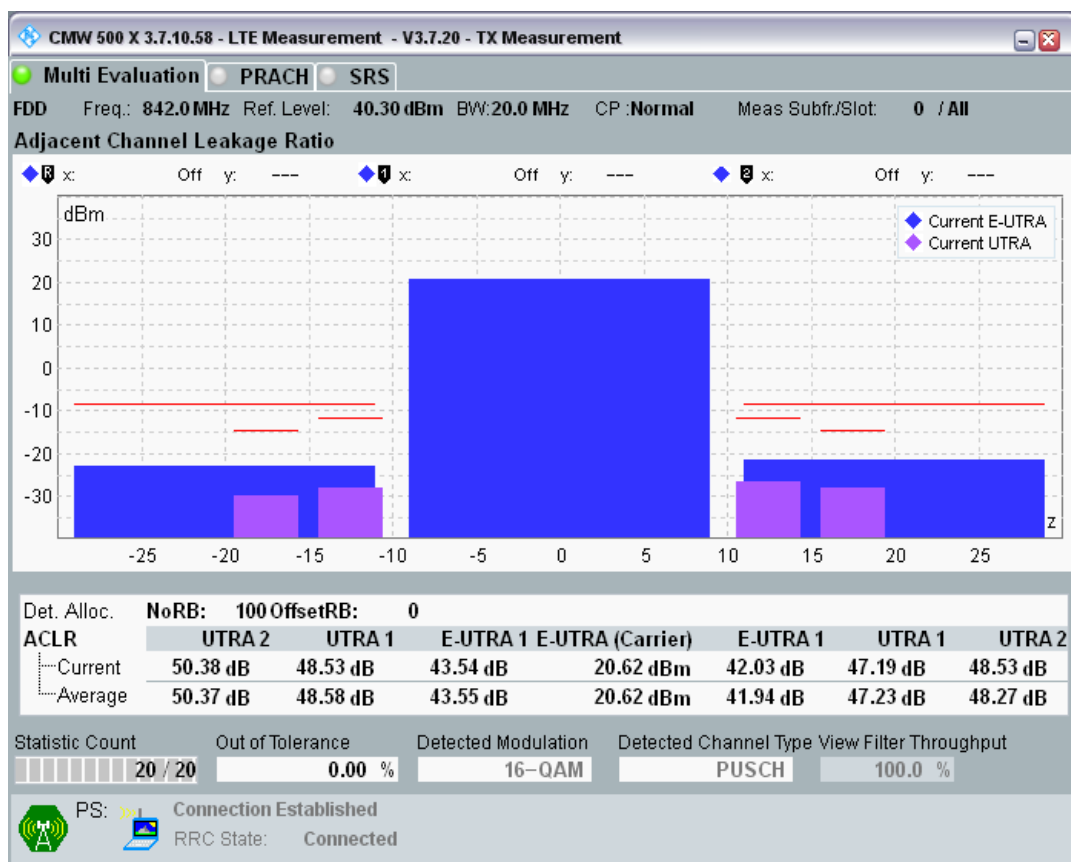 CMW 500 X 3.7.10.58 - LTE Measurement - V3.7.20 - TX Measurement
Multi Evaluation PRACH SRS
FDD Freq.: 842.0 MHz Ref. Level: 40.30 dBm BW: 20.0 MHz CP : Normal Meas Subfr./Slot: 0 / All
Adjacent Channel Leakage Ratio
R x: Off y: --- 1 x: Off y: --- 2 x: Off y: ---
dBm
Current E-UTRA
Current UTRA
30
20
10
0
-10
-20
-30
z
-25 -20 -15 -10 -5 0 5 10 15 20 25
Det. Alloc. NoRB: 100 OffsetRB: 0
ACLR UTRA 2 UTRA 1 E-UTRA 1 E-UTRA (Carrier) E-UTRA 1 UTRA 1 UTRA 2
Current 50.38 dB 48.53 dB 43.54 dB 20.62 dBm 42.03 dB 47.19 dB 48.53 dB
Average 50.37 dB 48.58 dB 43.55 dB 20.62 dBm 41.94 dB 47.23 dB 48.27 dB
Statistic Count Out of Tolerance Detected Modulation Detected Channel Type View Filter Throughput
20 / 20 0.00 % 16-QAM PUSCH 100.0 %
PS: Connection Established
RRC State: Connected